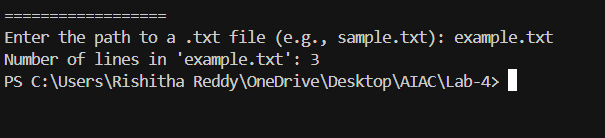 ==================
Enter the path to a .txt file (e.g., sample.txt): example.txt
Number of lines in 'example.txt': 3
PS C:\Users\Rishitha Reddy\OneDrive\Desktop\AIAC\Lab-4>